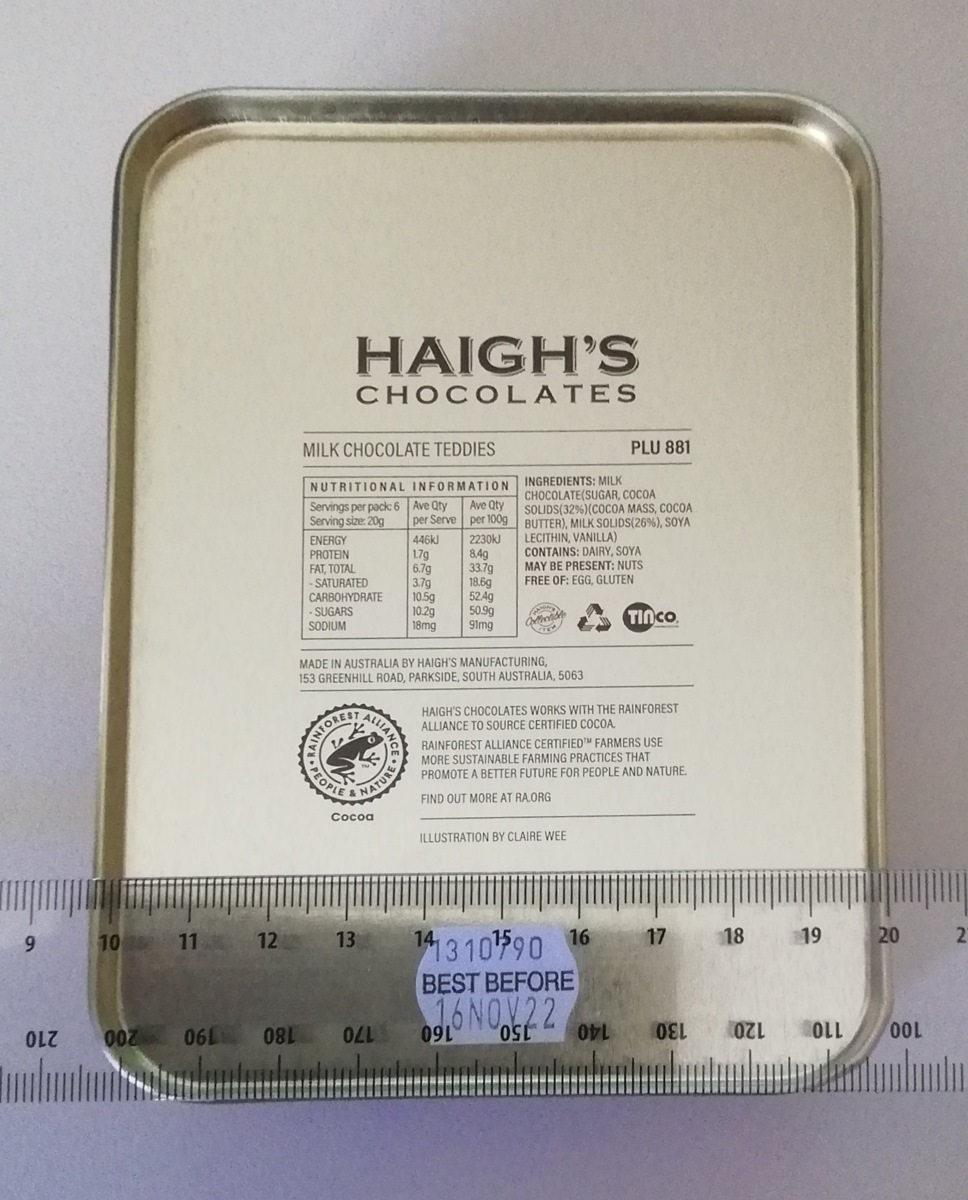 HAIGH'S
CHOCOLATES
MILK CHOCOLATE TEDDIES PLU 881
NUTRITIONAL INFORMATION
Servings per pack: 6 Ave Qty Ave Qty
Serving size: 20g per Serve per 100g
ENERGY 446kJ 2230kJ
PROTEIN 1.7g 8.4g
FAT, TOTAL 6.7g 33.7g
- SATURATED 3.7g 18.6g
CARBOHYDRATE 10.5g 52.4g
- SUGARS 10.2g 50.9g
SODIUM 18mg 91mg
INGREDIENTS: MILK
CHOCOLATE(SUGAR, COCOA
SOLIDS(32%)(COCOA MASS, COCOA
BUTTER), MILK SOLIDS(26%), SOYA
LECITHIN, VANILLA)
CONTAINS: DAIRY, SOYA
MAY BE PRESENT: NUTS
FREE OF: EGG, GLUTEN
TINCO
MADE IN AUSTRALIA BY HAIGH'S MANUFACTURING,
153 GREENHILL ROAD, PARKSIDE, SOUTH AUSTRALIA, 5063
RAINFOREST ALLIANCE
PEOPLE & NATURE
Cocoa
HAIGH'S CHOCOLATES WORKS WITH THE RAINFOREST
ALLIANCE TO SOURCE CERTIFIED COCOA.
RAINFOREST ALLIANCE CERTIFIED™ FARMERS USE
MORE SUSTAINABLE FARMING PRACTICES THAT
PROMOTE A BETTER FUTURE FOR PEOPLE AND NATURE.
FIND OUT MORE AT RA.ORG
ILLUSTRATION BY CLAIRE WEE
9 10 11 12 13 14 15 16 17 18 19 20
1310790
BEST BEFORE
16NOV22
210 200 190 180 170 160 150 140 130 120 110 100